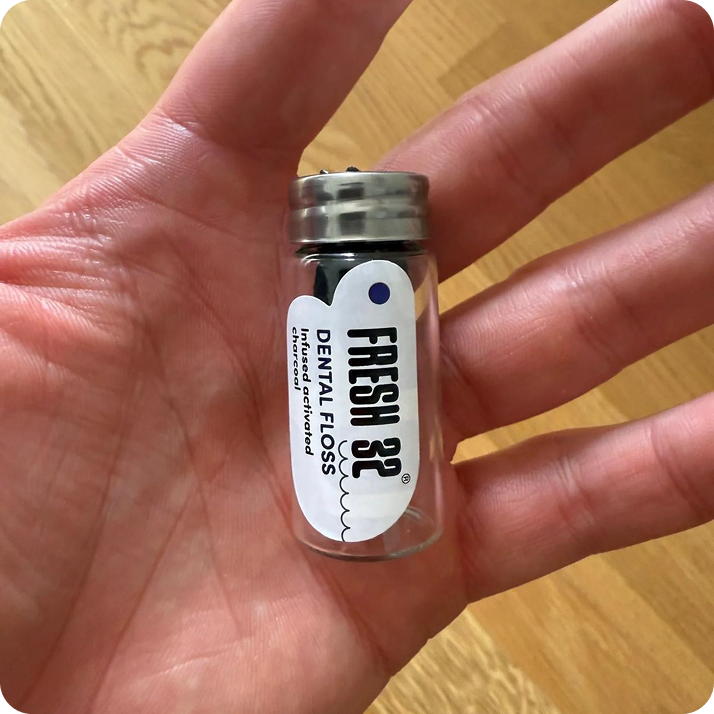 FRESH 32®
DENTAL FLOSS
Infused activated
charcoal